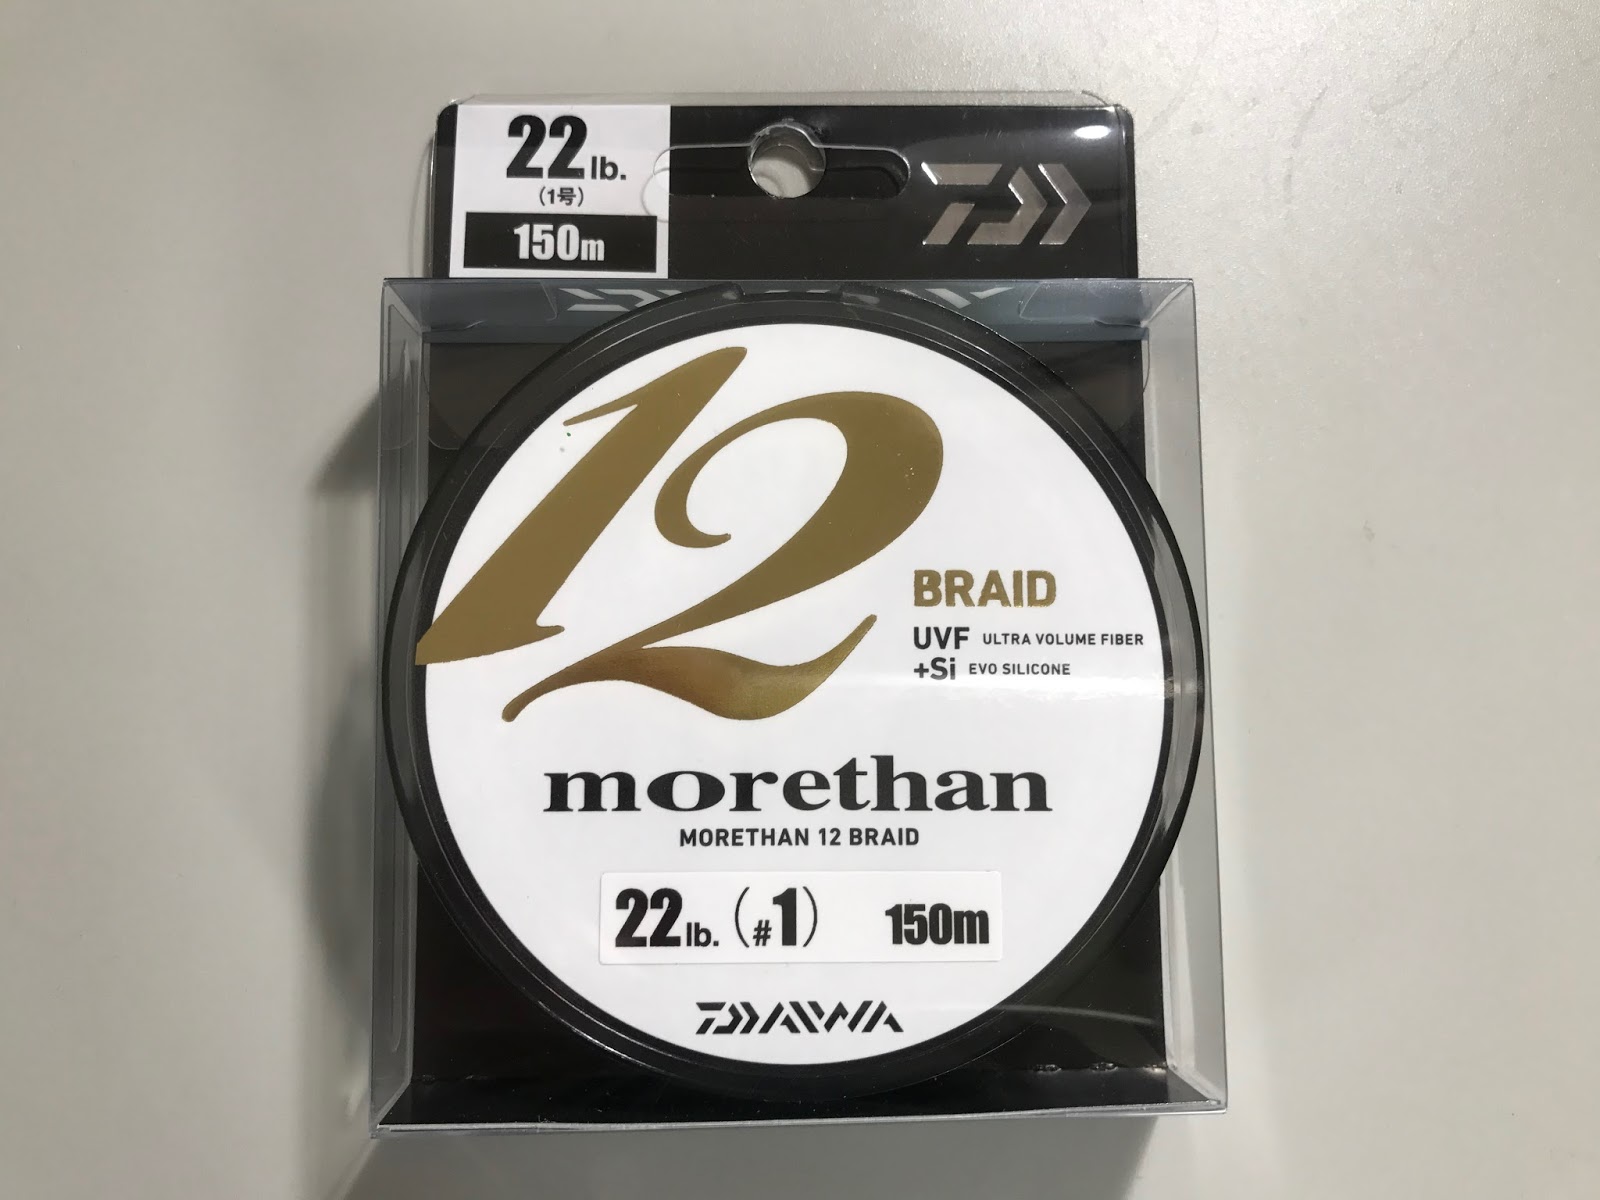 22lb.
(1号)
150m
12
BRAID
UVF ULTRA VOLUME FIBER
+Si EVO SILICONE
morethan
MORETHAN 12 BRAID
22lb. (#1) 150m
DAIWA